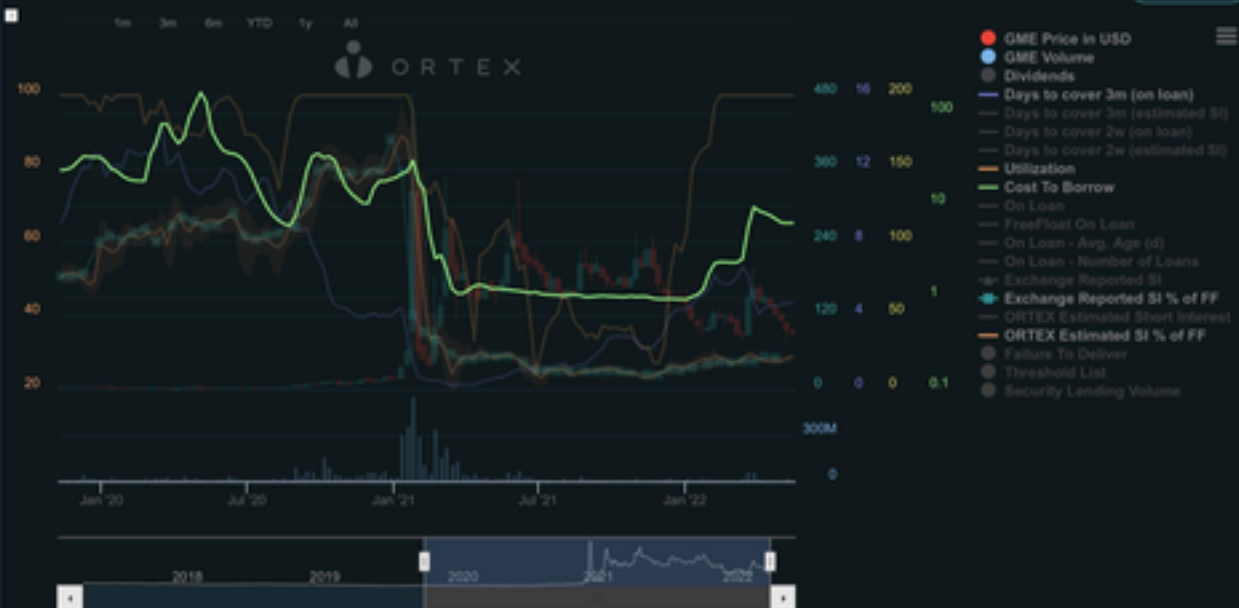 1m 3m 6m YTD 1y All
ORTEX
GME Price in USD
GME Volume
Dividends
Days to cover 3m (on loan)
Days to cover 3m (estimated SI)
Days to cover 2w (on loan)
Days to cover 2w (estimated SI)
Utilization
Cost To Borrow
On Loan
FreeFloat On Loan
On Loan - Avg. Age (d)
On Loan - Number of Loans
Exchange Reported SI
Exchange Reported SI % of FF
ORTEX Estimated Short Interest
ORTEX Estimated SI % of FF
Failure To Deliver
Threshold List
Security Lending Volume
100 480 16 200
100
80 360 12 150
10
60 240 8 100
1
40 120 4 50
20 0 0 0 0.1
300M
0
Jan '20 Jul '20 Jan '21 Jul '21 Jan '22
2018 2019 2020 2021 2022